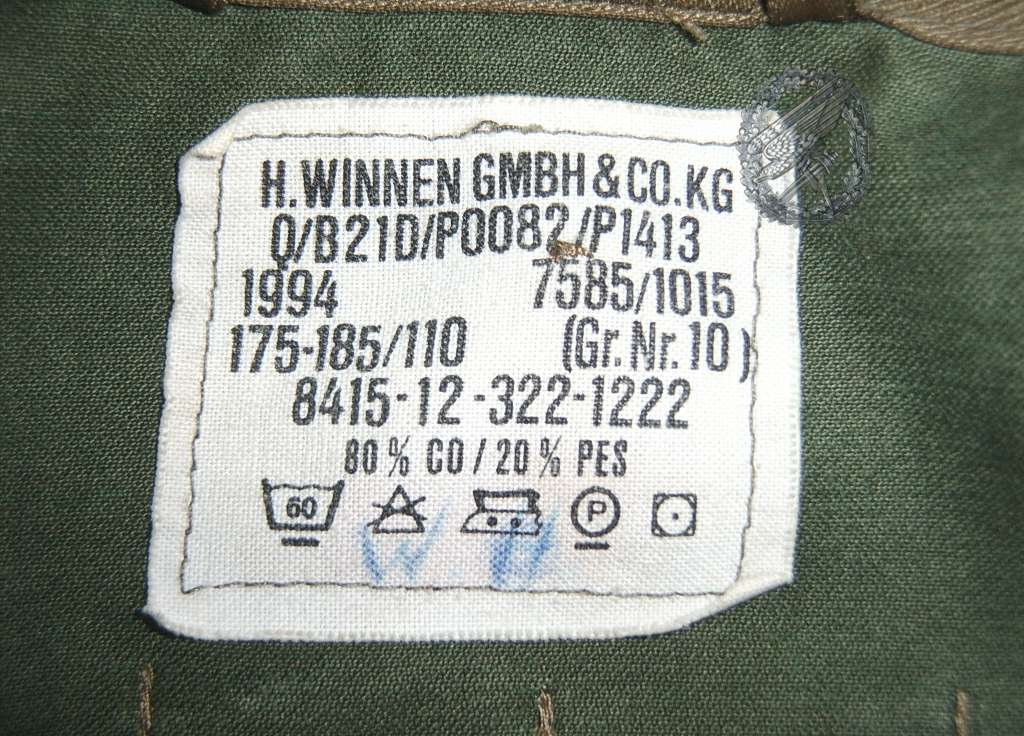 H. WINNEN GMBH & CO. KG
Q/B21D/P0082/P1413
1994 7585/1015
175-185/110 (Gr. Nr. 10)
8415-12-322-1222
80 % CO / 20 % PES
60 P